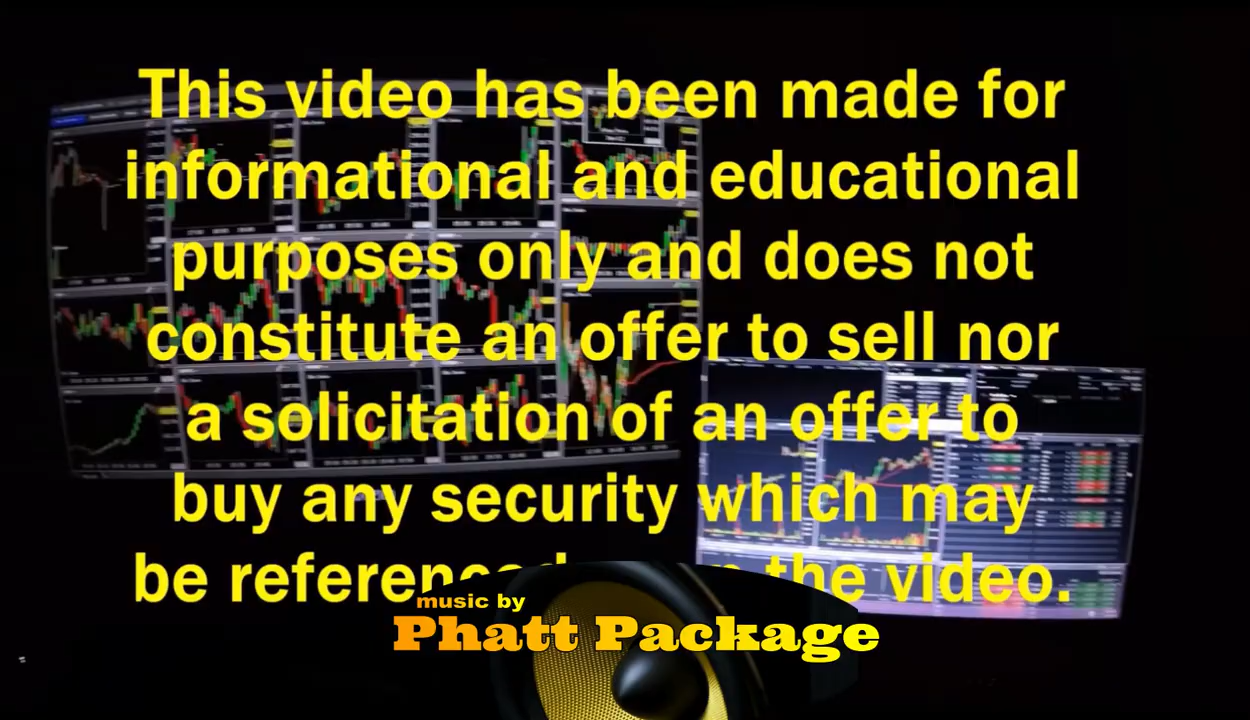 This video has been made for
informational and educational
purposes only and does not
constitute an offer to sell nor
a solicitation of an offer to
buy any security which may
be referenced the video.
music by
Phatt Package